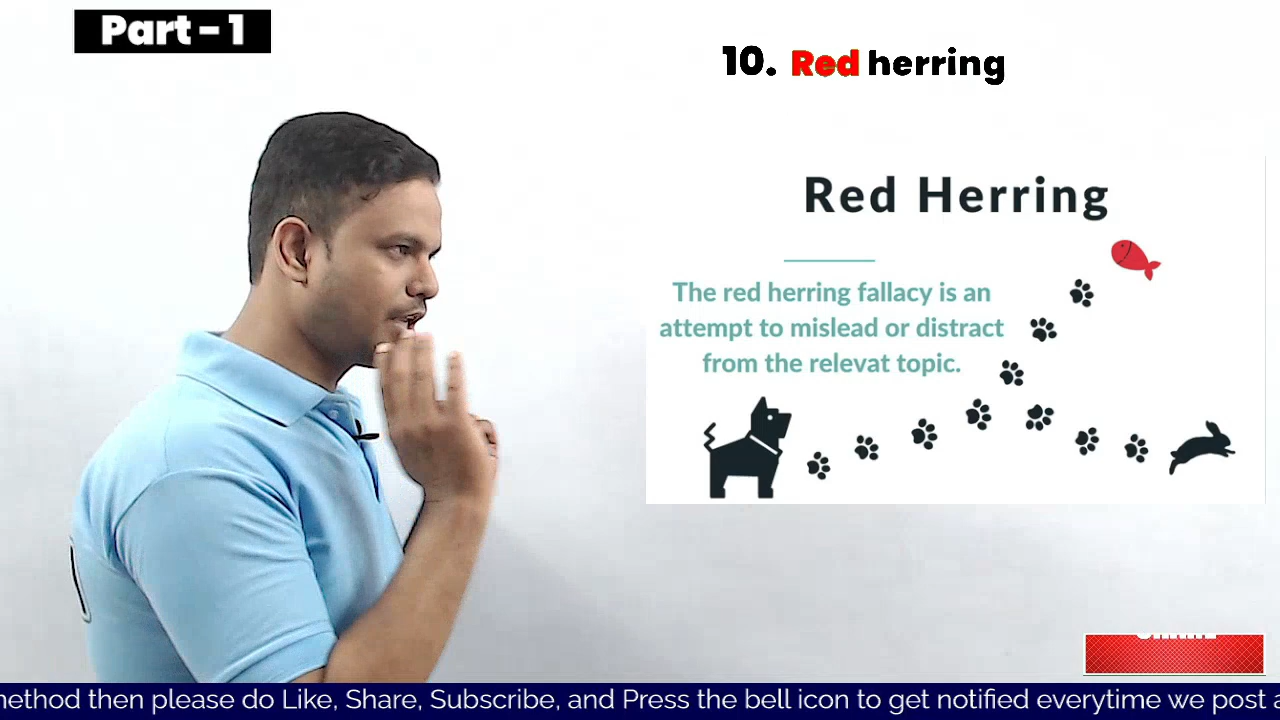 Part - 1
10. Red herring
Red Herring
The red herring fallacy is an
attempt to mislead or distract
from the relevat topic.
then please do Like, Share, Subscribe, and Press the bell icon to get notified everytime we post